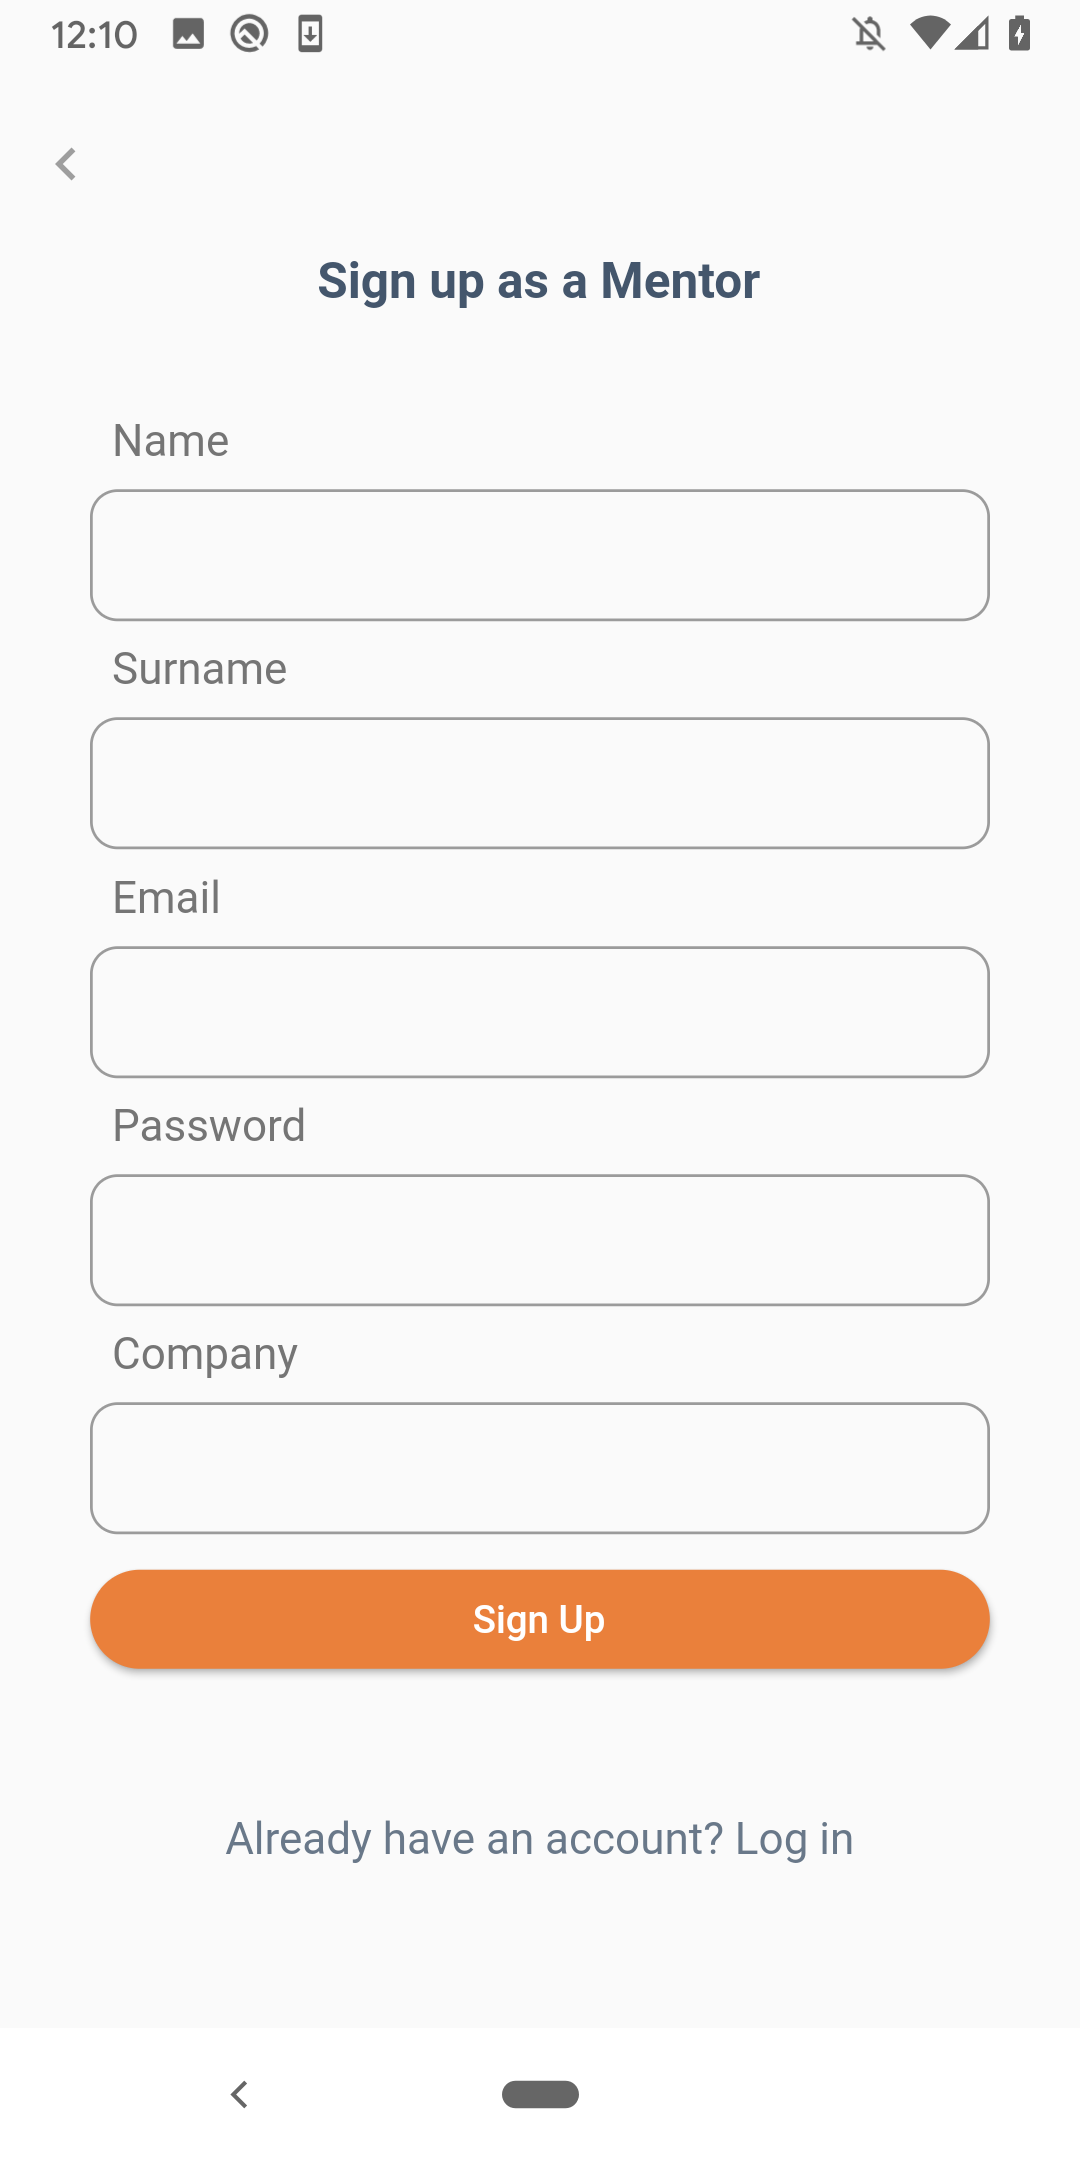 12:10
Sign up as a Mentor
Name
Surname
Email
Password
Company
Sign Up
Already have an account? Log in